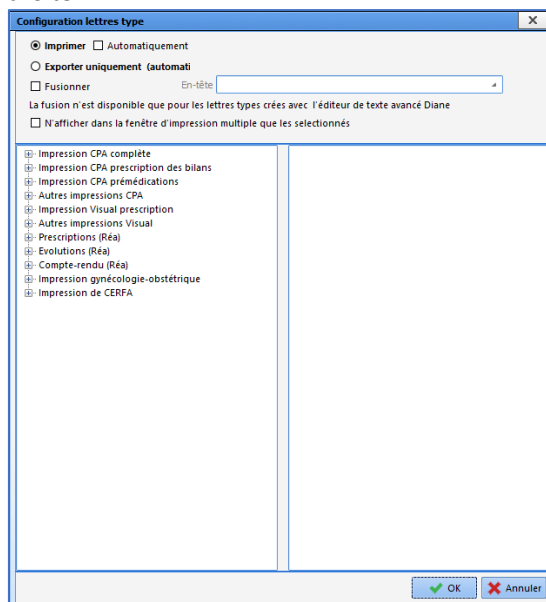 Configuration lettres type
Imprimer Automatiquement
Exporter uniquement (automati
Fusionner En-tête
La fusion n'est disponible que pour les lettres types crées avec l'éditeur de texte avancé Diane
N'afficher dans la fenêtre d'impression multiple que les selectionnés
Impression CPA complète
Impression CPA prescription des bilans
Impression CPA prémédications
Autres impressions CPA
Impression Visual prescription
Autres impressions Visual
Prescriptions (Réa)
Evolutions (Réa)
Compte-rendu (Réa)
Impression gynécologie-obstétrique
Impression de CERFA
OK Annuler